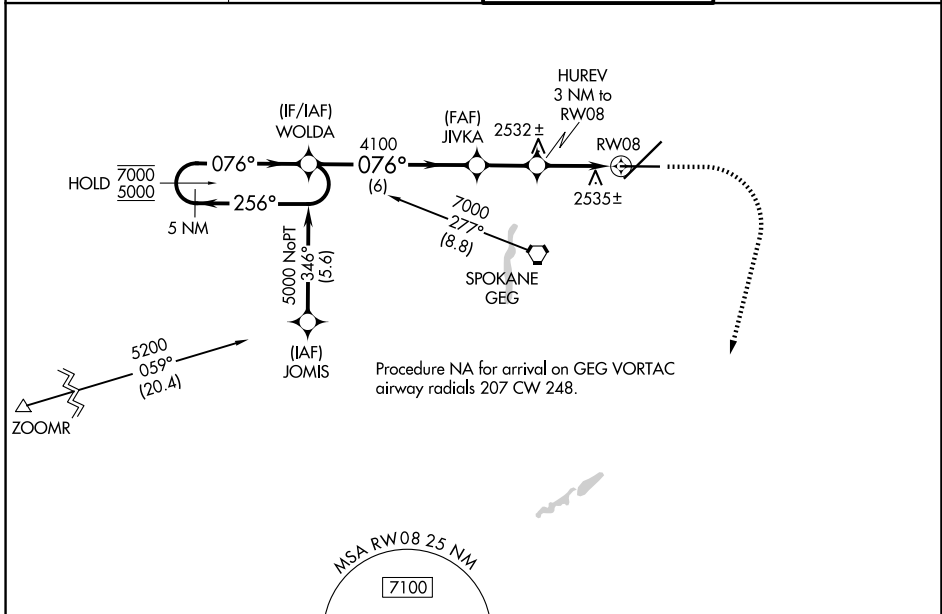 HUREV
3 NM to
RW08
(IF/IAF)
WOLDA
(FAF)
JIVKA
2532 ±
RW08
4100
076°
076°
(6)
HOLD 7000
5000
256°
5 NM
2535±
7000
277°
(8.8)
SPOKANE
GEG
5000 NoPT
346°
(5.6)
(IAF)
JOMIS
5200
059°
(20.4)
ZOOMR
Procedure NA for arrival on GEG VORTAC
airway radials 207 CW 248.
MSA RW08 25 NM
7100